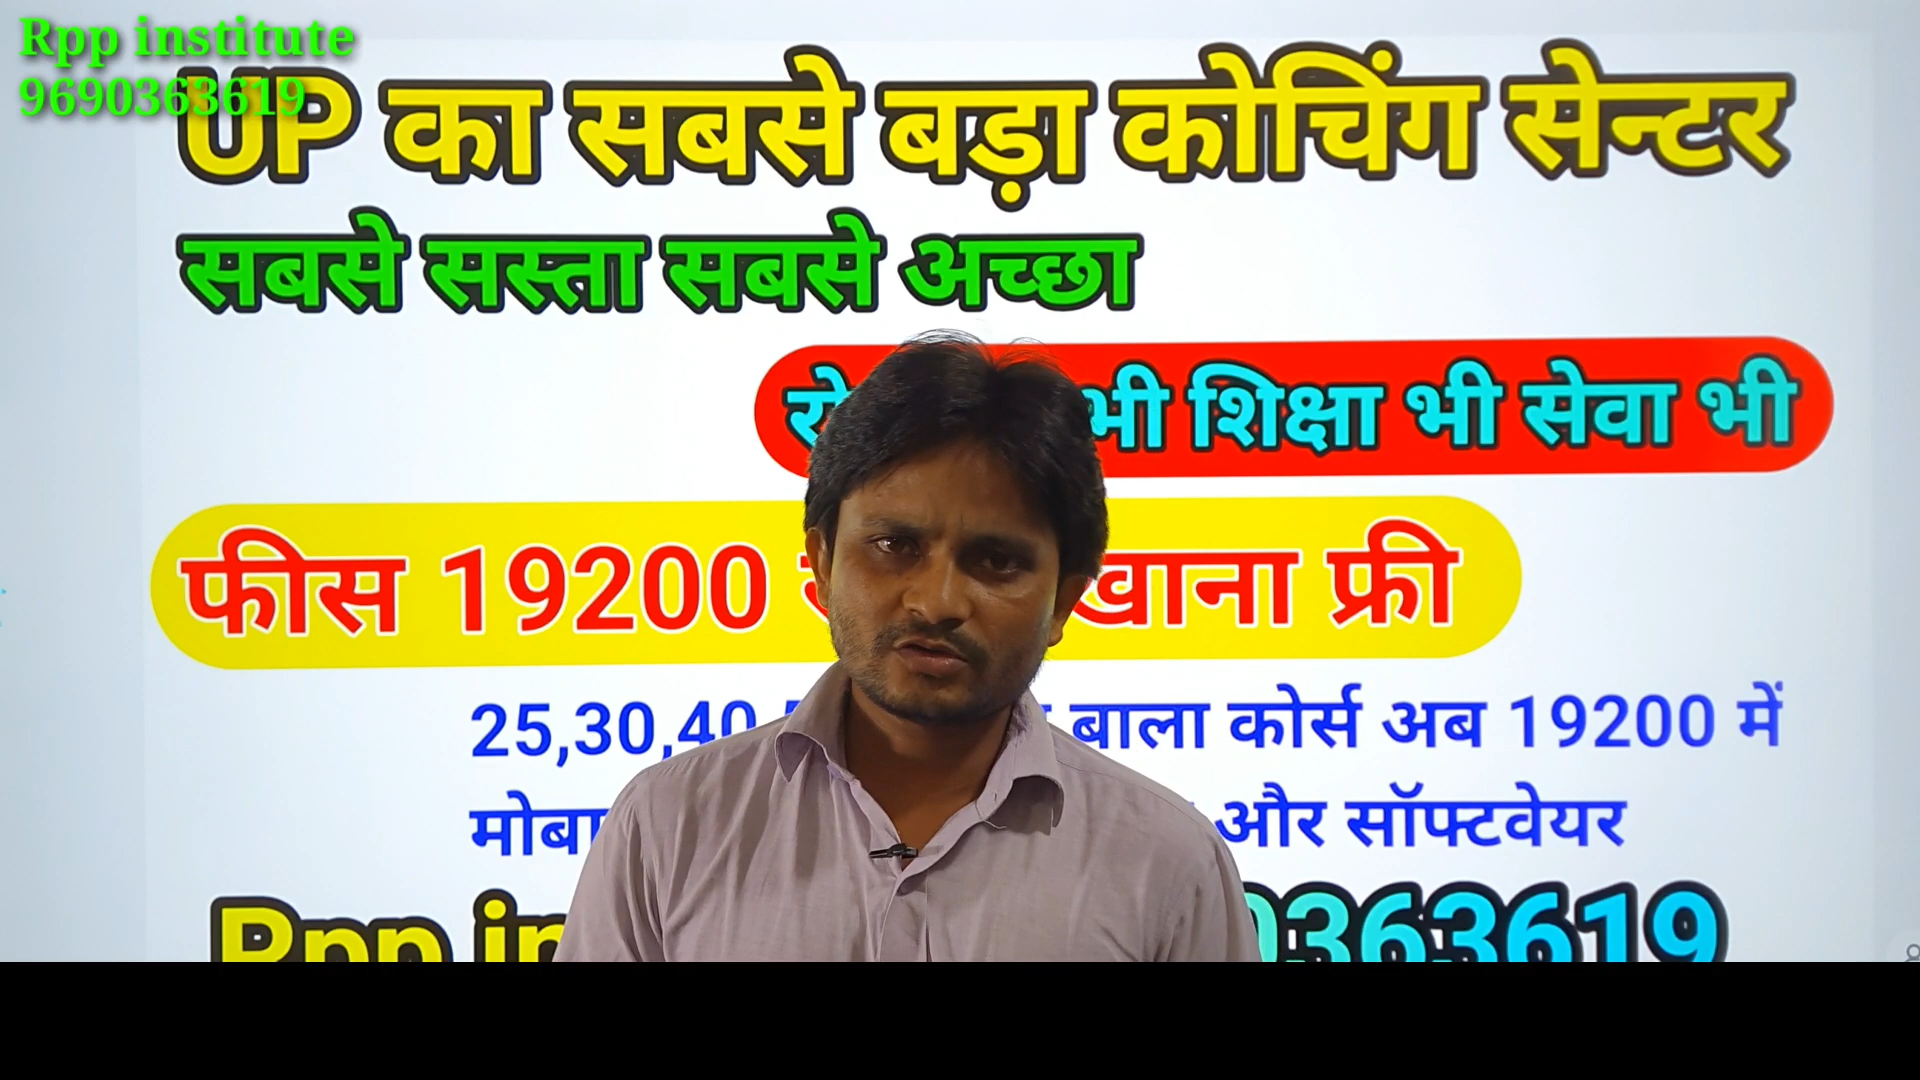 Rpp institute
9690363619
UP का सबसे बड़ा कोचिंग सेन्टर
सबसे सस्ता सबसे अच्छा
भी शिक्षा भी सेवा भी
फीस 19200 खाना फ्री
25,30,40 बाला कोर्स अब 19200 में
और सॉफ्टवेयर
Rpp 363619